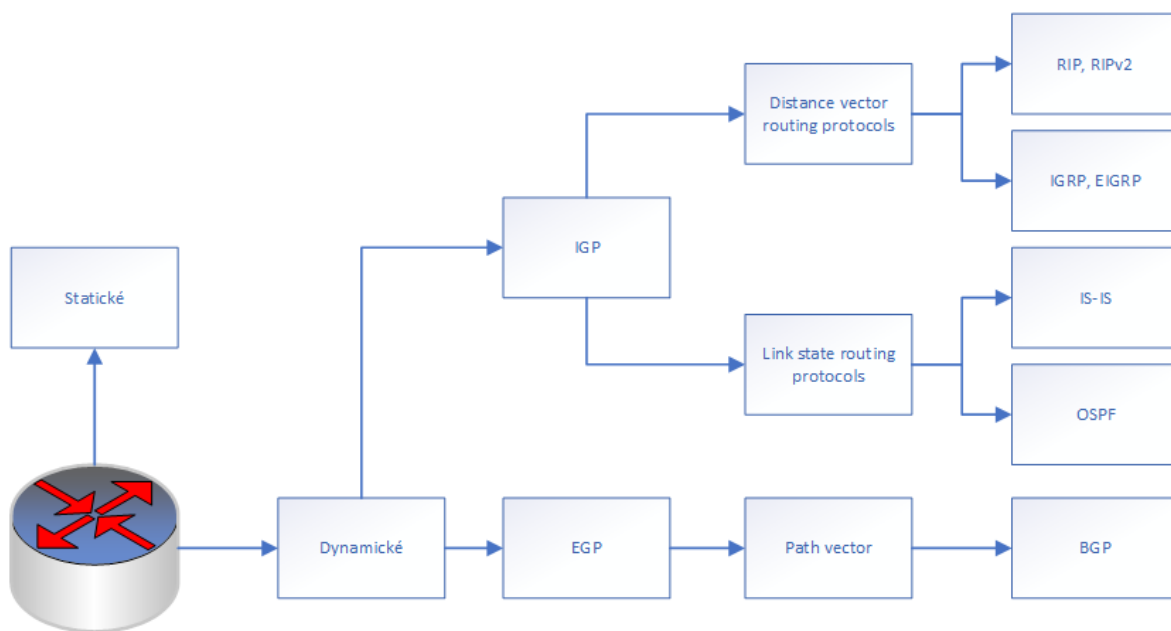 RIP, RIPv2
Distance vector
routing protocols
IGRP, EIGRP
IGP
Statické
IS-IS
Link state routing
protocols
OSPF
Dynamické
EGP
Path vector
BGP